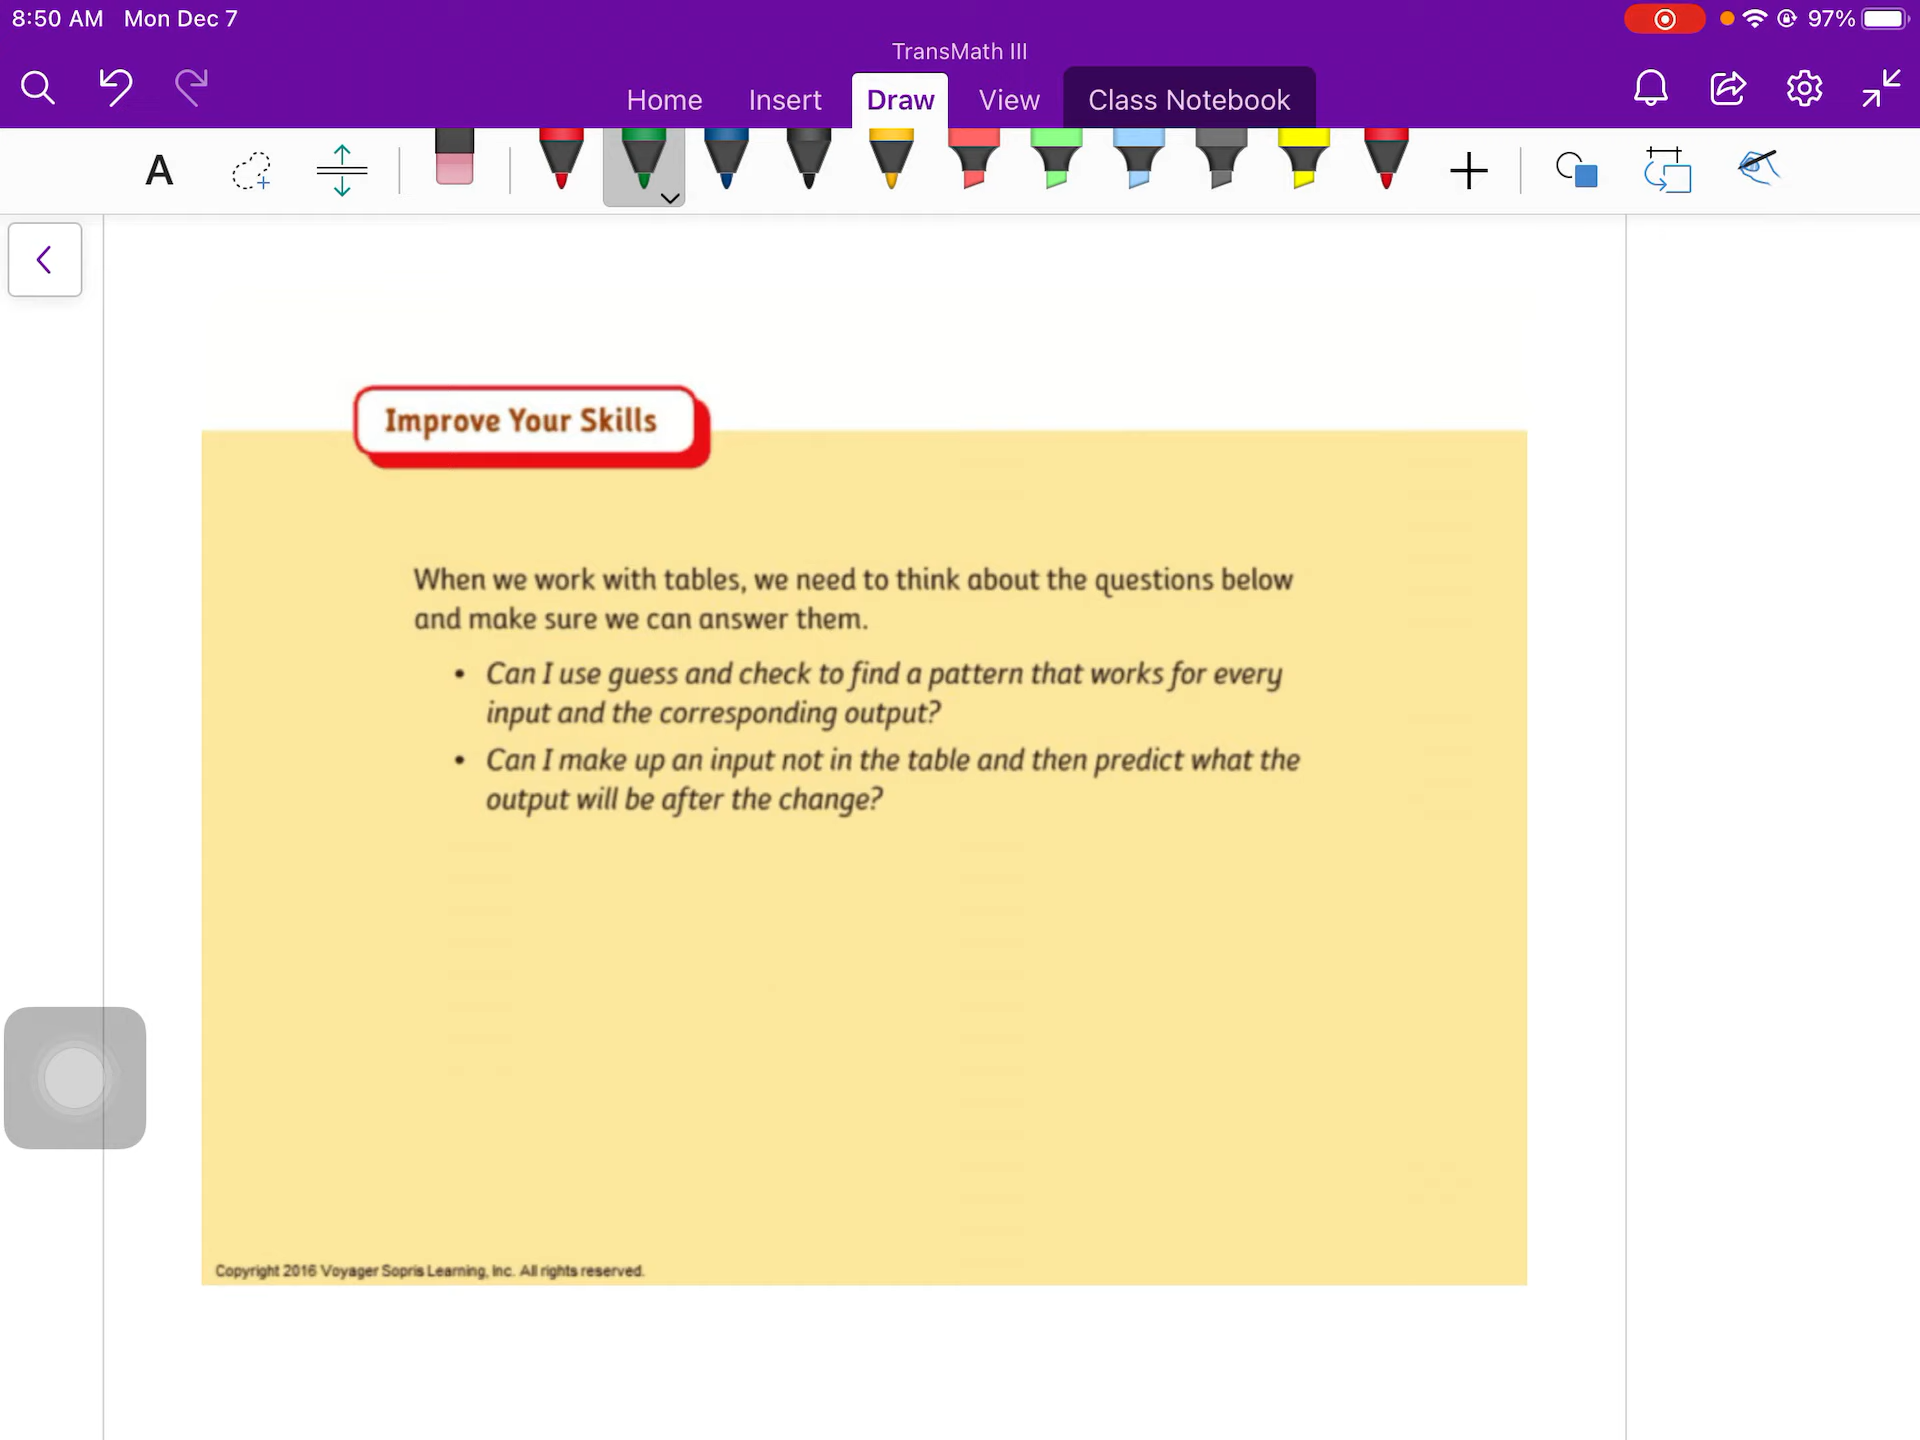 8:50 AM Mon Dec 7
97%
TransMath III
Home Insert Draw View Class Notebook
A
Improve Your Skills
When we work with tables, we need to think about the questions below
and make sure we can answer them.
• Can I use guess and check to find a pattern that works for every
input and the corresponding output?
• Can I make up an input not in the table and then predict what the
output will be after the change?
Copyright 2016 Voyager Sopris Learning, Inc. All rights reserved.